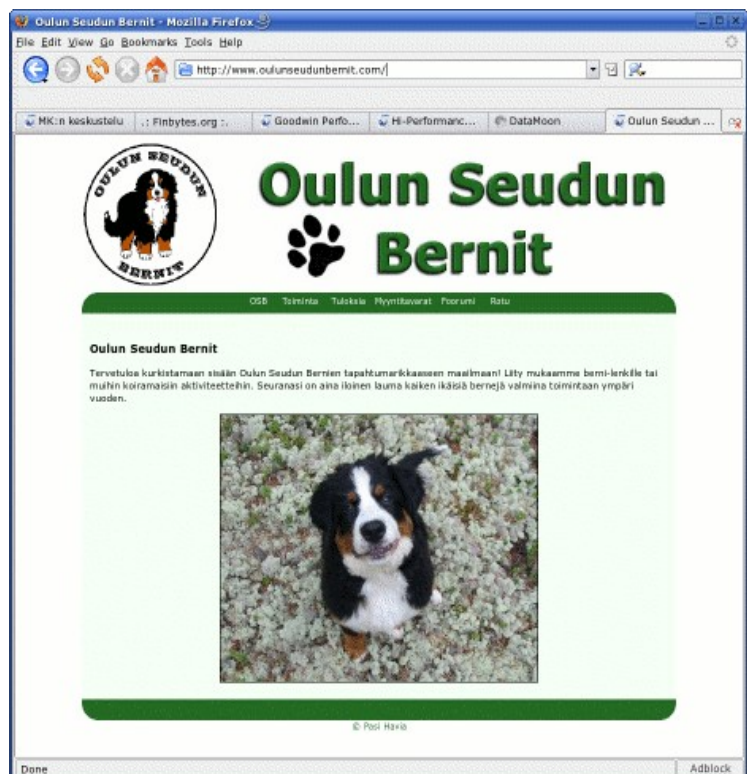 Oulun Seudun Bernit - Mozilla Firefox
File Edit View Go Bookmarks Tools Help
http://www.oulunseudunbernit.com/
MK:n keskustelu .: Finbytes.org :. Goodwin Perfo... Hi-Performanc... DataMoon Oulun Seudun ...
OULUN SEUDUN
BERNIT
Oulun Seudun
Bernit
OSB Toiminta Tuloksia Myyntitavarat Foorumi Ratu
Oulun Seudun Bernit
Tervetuloa kurkistamaan sisään Oulun Seudun Bernien tapahtumarikkaaseen maailmaan! Liity mukaamme berni-lenkille tai
muihin koiramaisiin aktiviteetteihin. Seuranasi on aina iloinen lauma kaiken ikäisiä bernejä valmiina toimintaan ympäri
vuoden.
© Pasi Havia
Done Adblock